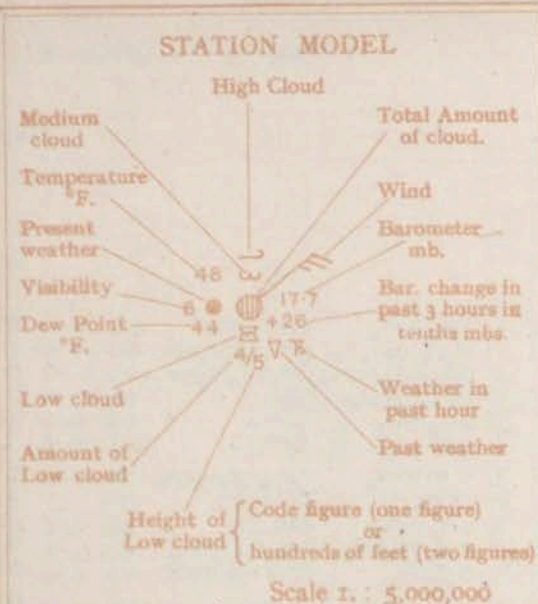 STATION MODEL
High Cloud
Medium
cloud
Total Amount
of cloud.
Temperature
°F.
Wind
Present
weather
Barometer
mb.
48
Visibility
6
17·7
Bar. change in
past 3 hours in
tenths mbs.
+26
Dew Point
°F.
44
4/5
Low cloud
Weather in
past hour
Amount of
Low cloud
Past weather
Height of
Low cloud
Code figure (one figure)
or
hundreds of feet (two figures)
Scale 1. : 5,000,000